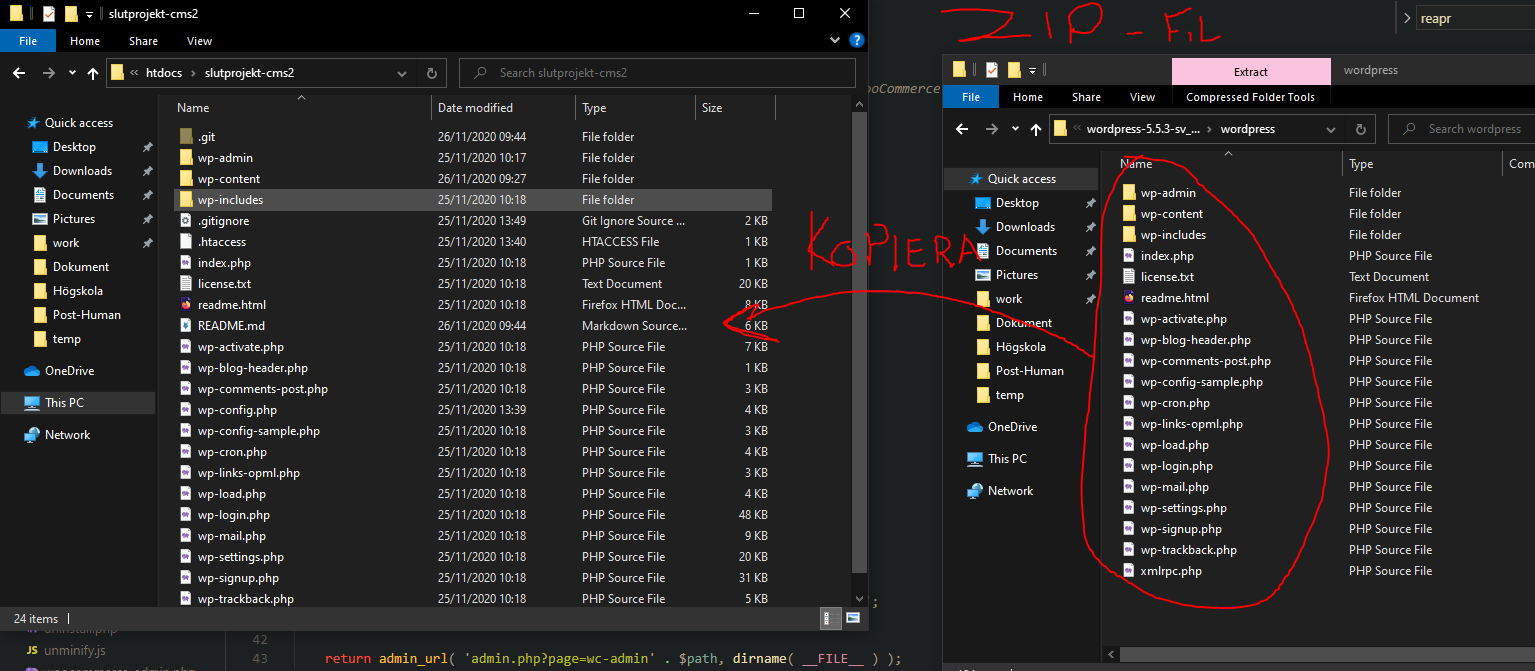 slutprojekt-cms2
File Home Share View
htdocs slutprojekt-cms2
Search slutprojekt-cms2
Name Date modified Type Size
Quick access
Desktop
Downloads
Documents
Pictures
work
Dokument
Högskola
Post-Human
temp
OneDrive
This PC
Network
.git 26/11/2020 09:44 File folder
wp-admin 25/11/2020 10:17 File folder
wp-content 26/11/2020 09:27 File folder
wp-includes 25/11/2020 10:18 File folder
.gitignore 25/11/2020 13:49 Git Ignore Source ... 2 KB
.htaccess 25/11/2020 13:40 HTACCESS File 1 KB
index.php 25/11/2020 10:18 PHP Source File 1 KB
license.txt 25/11/2020 10:18 Text Document 20 KB
readme.html 25/11/2020 10:18 Firefox HTML Doc... 8 KB
README.md 26/11/2020 09:44 Markdown Source... 6 KB
wp-activate.php 25/11/2020 10:18 PHP Source File 7 KB
wp-blog-header.php 25/11/2020 10:18 PHP Source File 1 KB
wp-comments-post.php 25/11/2020 10:18 PHP Source File 3 KB
wp-config.php 25/11/2020 13:39 PHP Source File 4 KB
wp-config-sample.php 25/11/2020 10:18 PHP Source File 3 KB
wp-cron.php 25/11/2020 10:18 PHP Source File 4 KB
wp-links-opml.php 25/11/2020 10:18 PHP Source File 3 KB
wp-load.php 25/11/2020 10:18 PHP Source File 4 KB
wp-login.php 25/11/2020 10:18 PHP Source File 48 KB
wp-mail.php 25/11/2020 10:18 PHP Source File 9 KB
wp-settings.php 25/11/2020 10:18 PHP Source File 20 KB
wp-signup.php 25/11/2020 10:18 PHP Source File 31 KB
wp-trackback.php 25/11/2020 10:18 PHP Source File 5 KB
24 items
unminify.js
42
43 return admin_url( 'admin.php?page=wc-admin' . $path, dirname( __FILE__ ) );
ZIP-FIL
KOPIERA
reapr
Extract wordpress
File Home Share View Compressed Folder Tools
wordpress-5.5.3-sv_... wordpress
Search wordpress
Name Type Com
Quick access
Desktop
Downloads
Documents
Pictures
work
Dokument
Högskola
Post-Human
temp
OneDrive
This PC
Network
wp-admin File folder
wp-content File folder
wp-includes File folder
index.php PHP Source File
license.txt Text Document
readme.html Firefox HTML Document
wp-activate.php PHP Source File
wp-blog-header.php PHP Source File
wp-comments-post.php PHP Source File
wp-config-sample.php PHP Source File
wp-cron.php PHP Source File
wp-links-opml.php PHP Source File
wp-load.php PHP Source File
wp-login.php PHP Source File
wp-mail.php PHP Source File
wp-settings.php PHP Source File
wp-signup.php PHP Source File
wp-trackback.php PHP Source File
xmlrpc.php PHP Source File